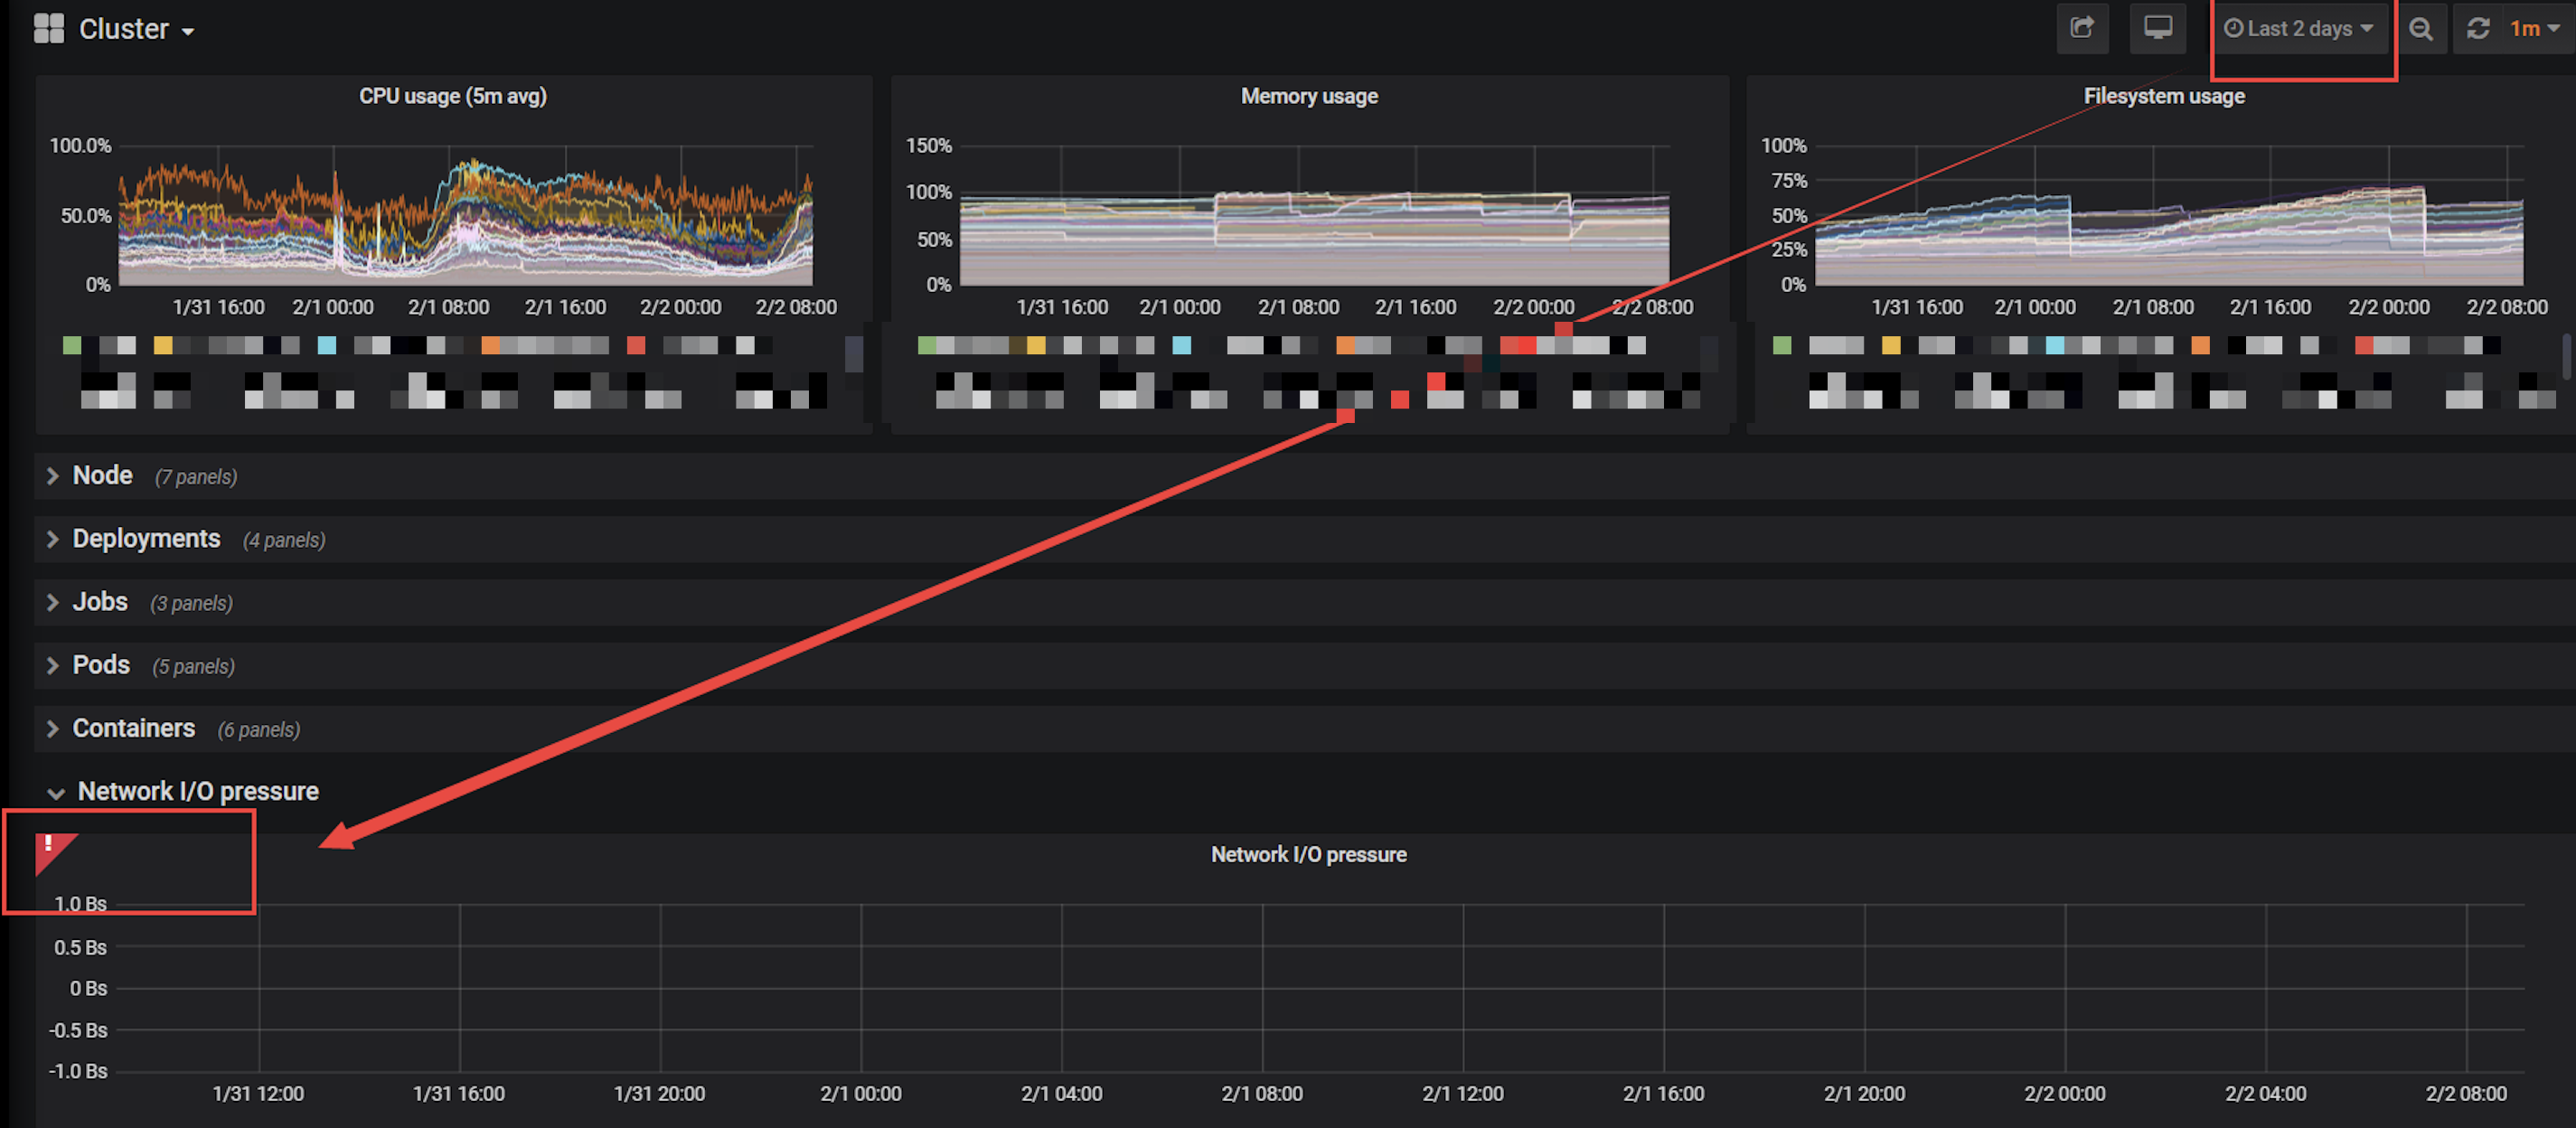 Cluster
Last 2 days
1m
CPU usage (5m avg)
100.0%
50.0%
0%
1/31 16:00 2/1 00:00 2/1 08:00 2/1 16:00 2/2 00:00 2/2 08:00
Memory usage
150%
100%
50%
0%
1/31 16:00 2/1 00:00 2/1 08:00 2/1 16:00 2/2 00:00 2/2 08:00
Filesystem usage
100%
75%
50%
25%
0%
1/31 16:00 2/1 00:00 2/1 08:00 2/1 16:00 2/2 00:00 2/2 08:00
Node (7 panels)
Deployments (4 panels)
Jobs (3 panels)
Pods (5 panels)
Containers (6 panels)
Network I/O pressure
!
Network I/O pressure
1.0 Bs
0.5 Bs
0 Bs
-0.5 Bs
-1.0 Bs
1/31 12:00 1/31 16:00 1/31 20:00 2/1 00:00 2/1 04:00 2/1 08:00 2/1 12:00 2/1 16:00 2/1 20:00 2/2 00:00 2/2 04:00 2/2 08:00